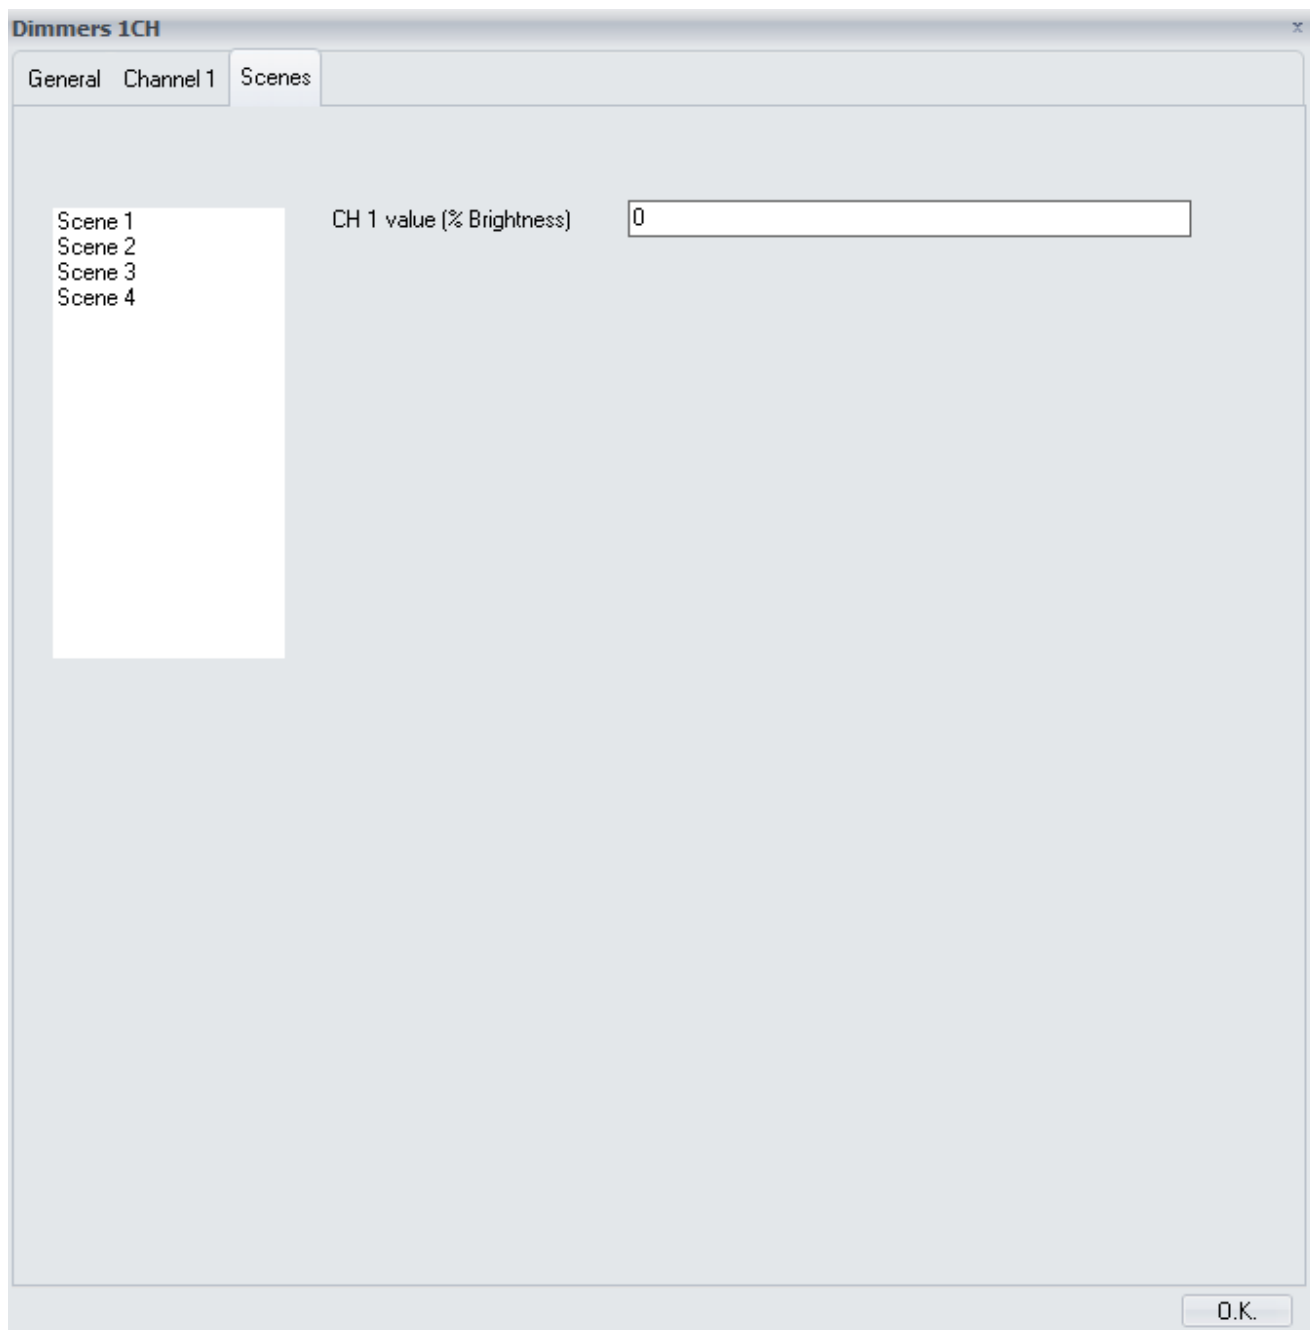 Dimmers 1CH
x
General Channel 1 Scenes
Scene 1
Scene 2
Scene 3
Scene 4
CH 1 value (% Brightness) 0
O.K.